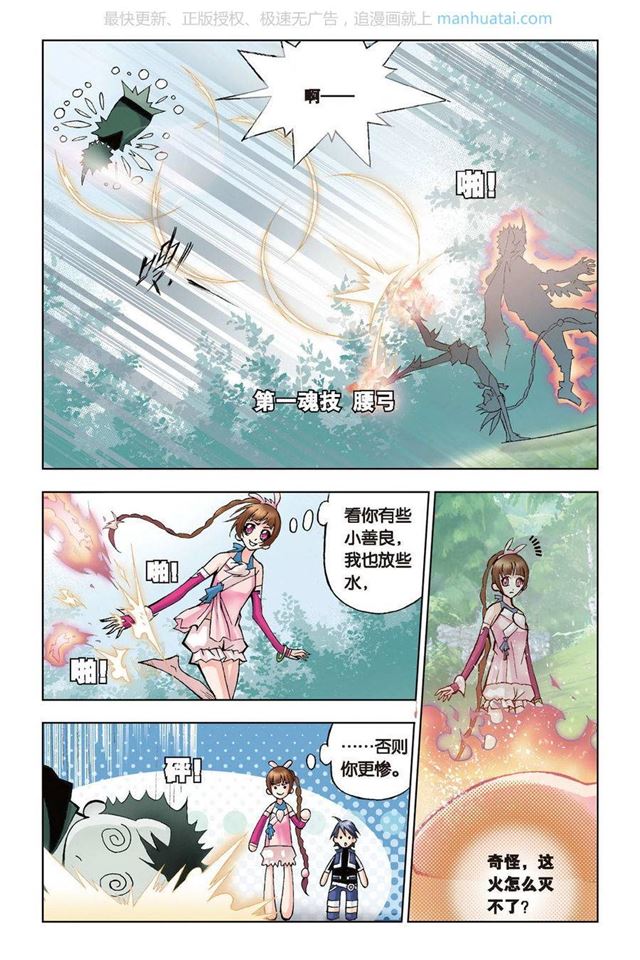 快速更新、正版授权、极速无广告，追漫画就上 manhuatai.com
啊——
啪！
噗！
第一魂技 腰弓
看你有些
小善良，
我也放些
水，
啪！
啪！
……否则
你更惨。
砰！
奇怪，这
火怎么灭
不了？